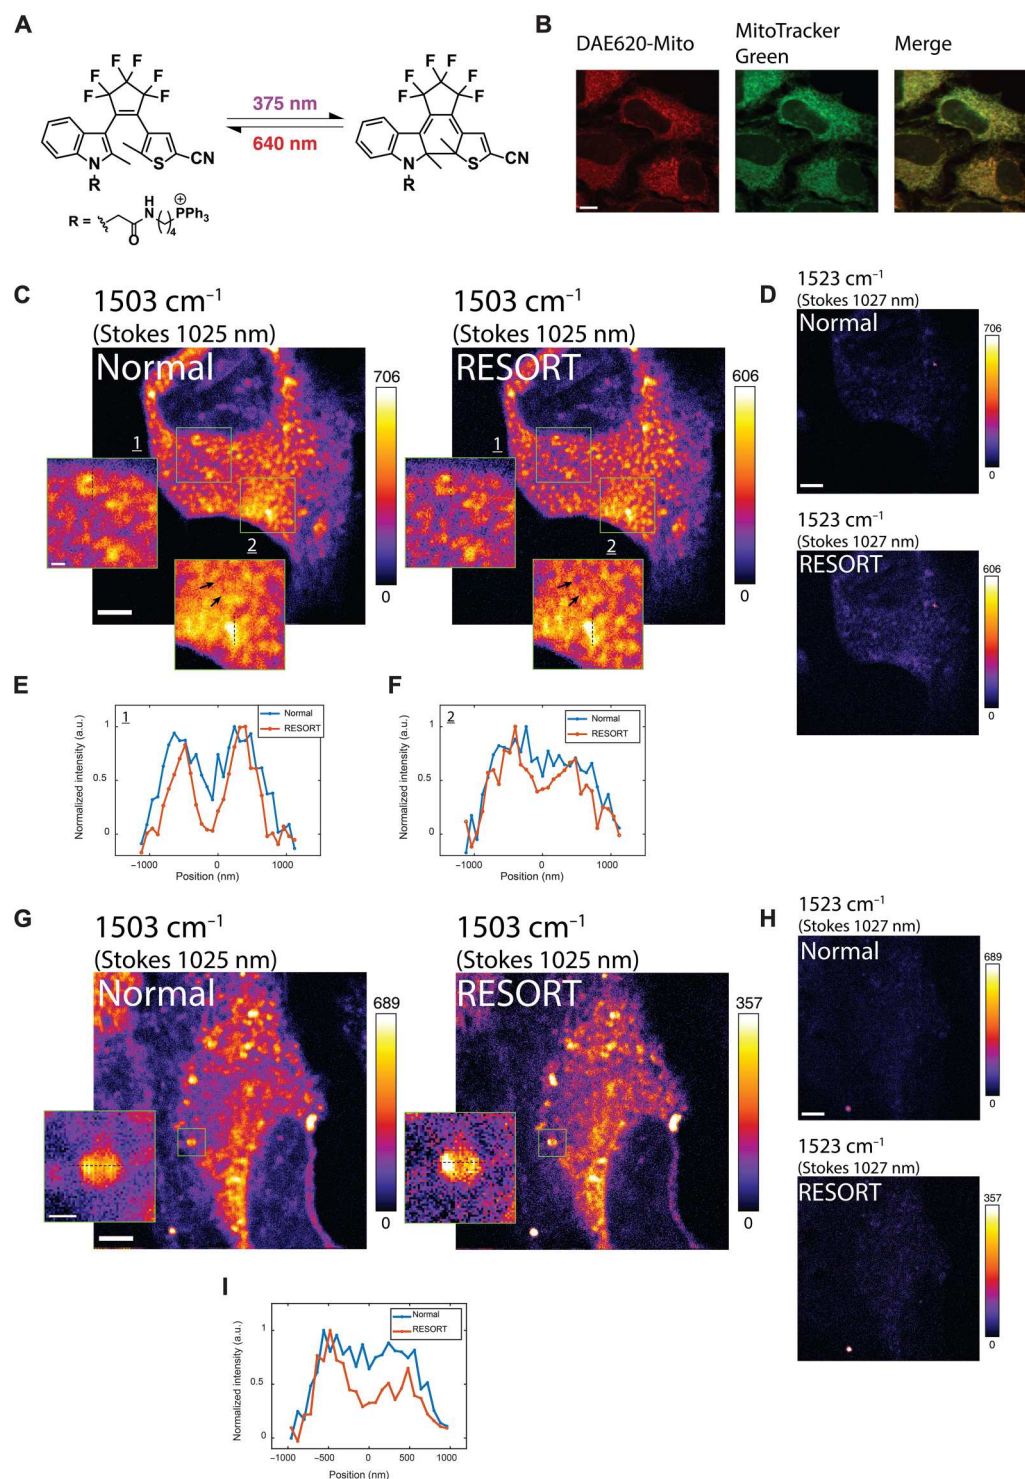 A
F F F F
F F
N
R
S
CN
375 nm
640 nm
F F F F
F F
N
R
S
CN
R =
O
H
N
4
⊕
PPh3
B
DAE620-Mito
MitoTracker
Green
Merge
C
1503 cm–1
(Stokes 1025 nm)
Normal
706
0
1
2
1503 cm–1
(Stokes 1025 nm)
RESORT
606
0
1
2
D
1523 cm–1
(Stokes 1027 nm)
Normal
706
0
1523 cm–1
(Stokes 1027 nm)
RESORT
606
0
E
1
Normal
RESORT
Normalized intensity (a.u.)
1
0.5
0
−1000 0 1000
Position (nm)
F
2
Normal
RESORT
Normalized intensity (a.u.)
1
0.5
0
−1000 0 1000
Position (nm)
G
1503 cm–1
(Stokes 1025 nm)
Normal
689
0
1503 cm–1
(Stokes 1025 nm)
RESORT
357
0
H
1523 cm–1
(Stokes 1027 nm)
Normal
689
0
1523 cm–1
(Stokes 1027 nm)
RESORT
357
0
I
Normal
RESORT
Normalized intensity (a.u.)
1
0.5
0
−1000 −500 0 500 1000
Position (nm)